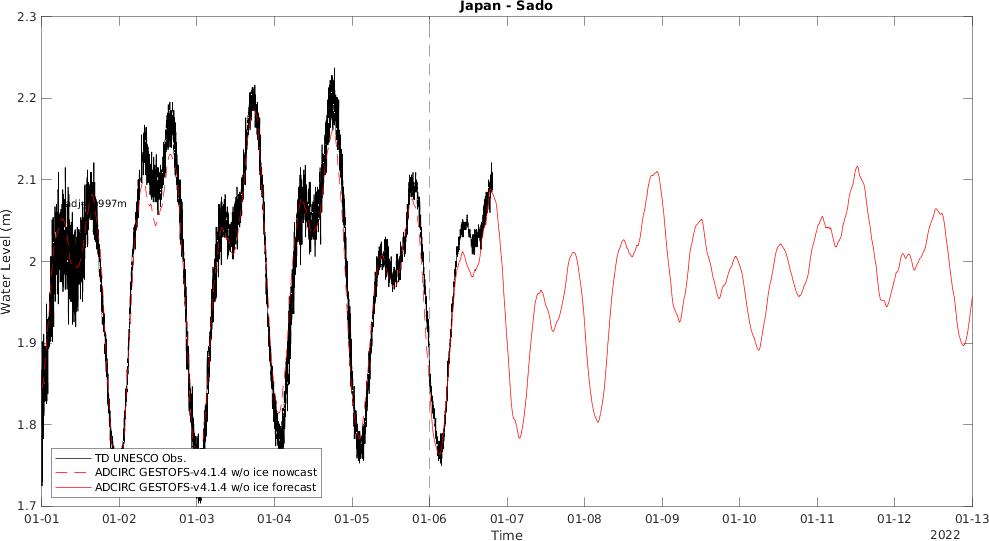 Japan - Sado
2.3
2.2
2.1
2
1.9
1.8
1.7
Water Level (m)
TD UNESCO Obs.
ADCIRC GESTOFS-v4.1.4 w/o ice nowcast
ADCIRC GESTOFS-v4.1.4 w/o ice forecast
01-01 01-02 01-03 01-04 01-05 01-06 01-07 01-08 01-09 01-10 01-11 01-12 01-13
Time
2022